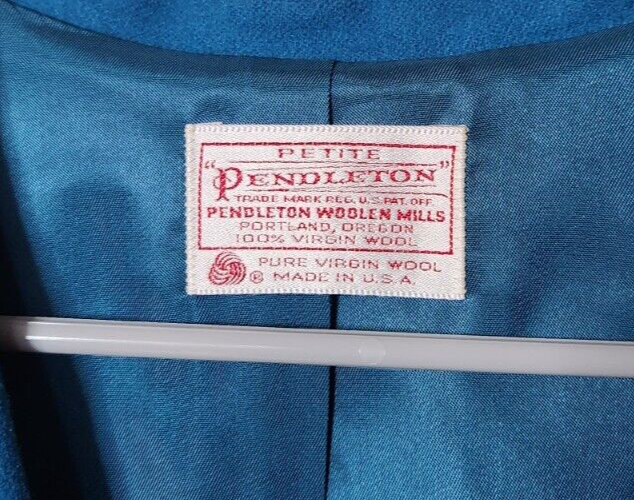 PETITE
"PENDLETON"
TRADE MARK REG. U.S. PAT. OFF.
PENDLETON WOOLEN MILLS
PORTLAND, OREGON
100% VIRGIN WOOL
PURE VIRGIN WOOL
® MADE IN U.S.A.